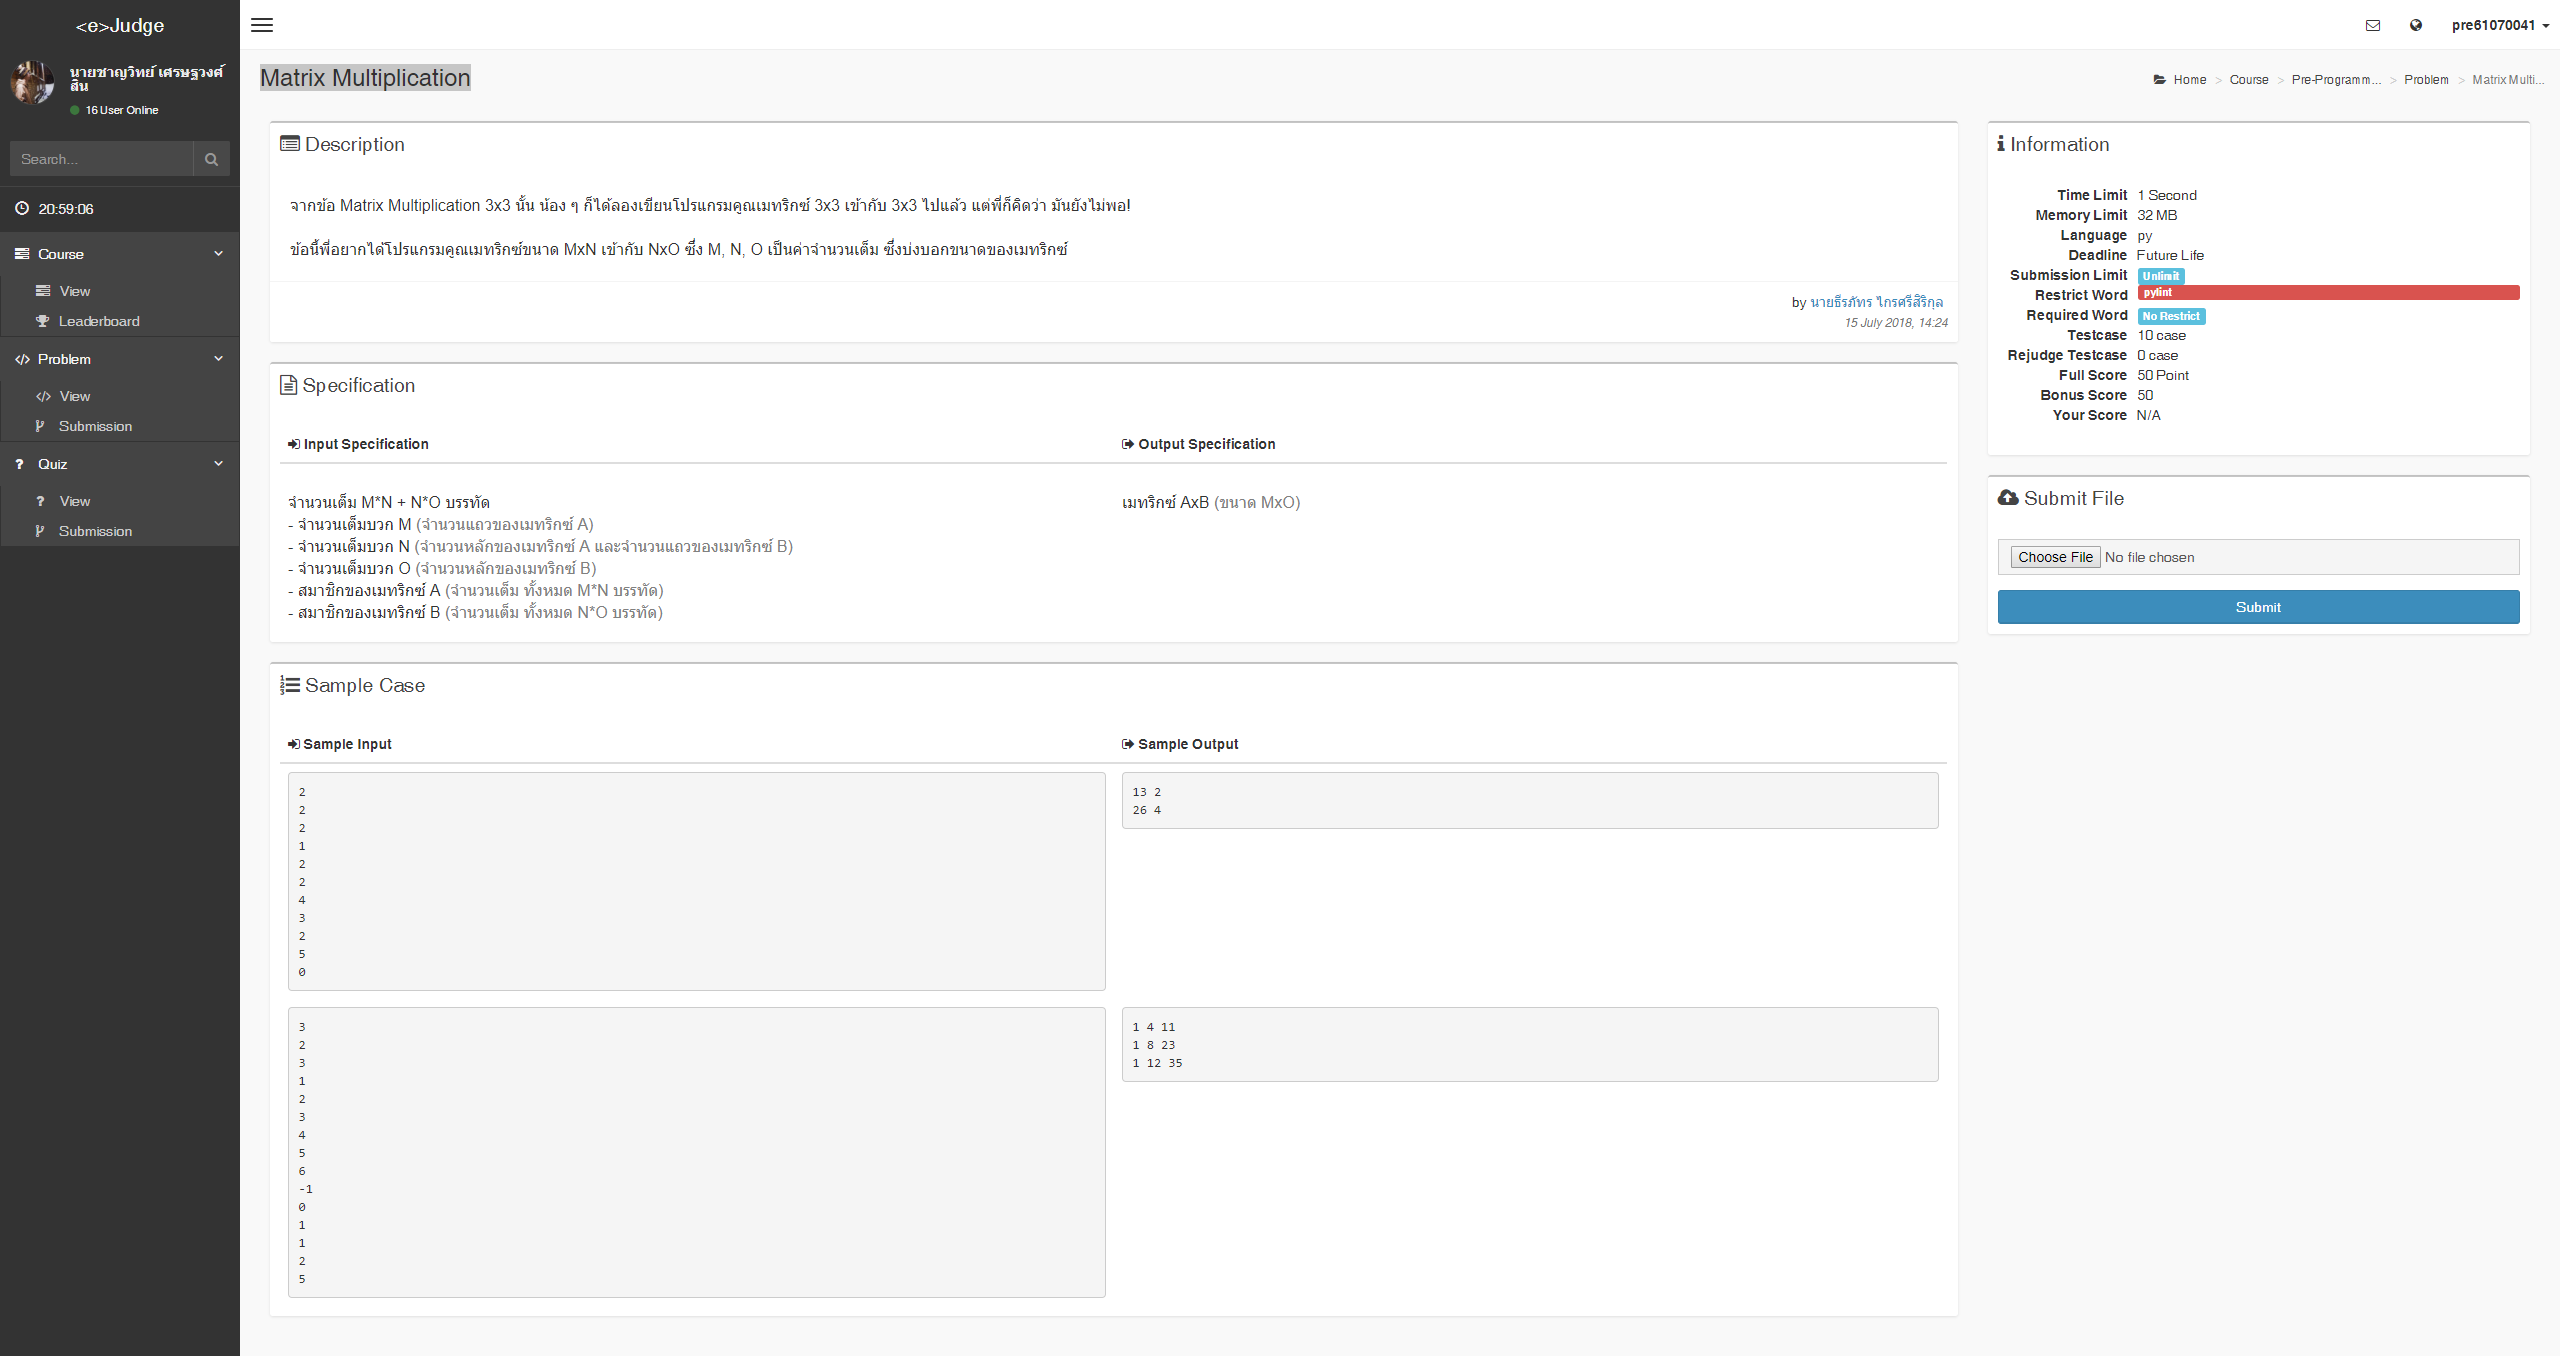 <e>Judge
pre61070041
นายชาญวิทย์ เศรษฐวงศ์
สิน
16 User Online
Search...
20:59:06
Course
View
Leaderboard
Problem
View
Submission
Quiz
View
Submission
Matrix Multiplication
Home > Course > Pre-Programm... > Problem > Matrix Multi...
Description
จากข้อ Matrix Multiplication 3x3 นั้น น้อง ๆ ก็ได้ลองเขียนโปรแกรมคูณเมทริกซ์ 3x3 เข้ากับ 3x3 ไปแล้ว แต่พี่ก็คิดว่า มันยังไม่พอ!
ข้อนี้พี่อยากได้โปรแกรมคูณเมทริกซ์ขนาด MxN เข้ากับ NxO ซึ่ง M, N, O เป็นค่าจำนวนเต็ม ซึ่งบ่งบอกขนาดของเมทริกซ์
by นายธีรภัทร ไกรศรีสิริกุล
15 July 2018, 14:24
Specification
Input Specification
จำนวนเต็ม M*N + N*O บรรทัด
- จำนวนเต็มบวก M (จำนวนแถวของเมทริกซ์ A)
- จำนวนเต็มบวก N (จำนวนหลักของเมทริกซ์ A และจำนวนแถวของเมทริกซ์ B)
- จำนวนเต็มบวก O (จำนวนหลักของเมทริกซ์ B)
- สมาชิกของเมทริกซ์ A (จำนวนเต็ม ทั้งหมด M*N บรรทัด)
- สมาชิกของเมทริกซ์ B (จำนวนเต็ม ทั้งหมด N*O บรรทัด)
Output Specification
เมทริกซ์ AxB (ขนาด MxO)
Sample Case
Sample Input
Sample Output
2
2
2
1
2
2
4
3
2
5
0
13 2
26 4
3
2
3
1
2
3
4
5
6
-1
0
1
1
2
5
1 4 11
1 8 23
1 12 35
Information
Time Limit 1 Second
Memory Limit 32 MB
Language py
Deadline Future Life
Submission Limit Unlimit
Restrict Word pylint
Required Word No Restrict
Testcase 10 case
Rejudge Testcase 0 case
Full Score 50 Point
Bonus Score 50
Your Score N/A
Submit File
Choose File No file chosen
Submit